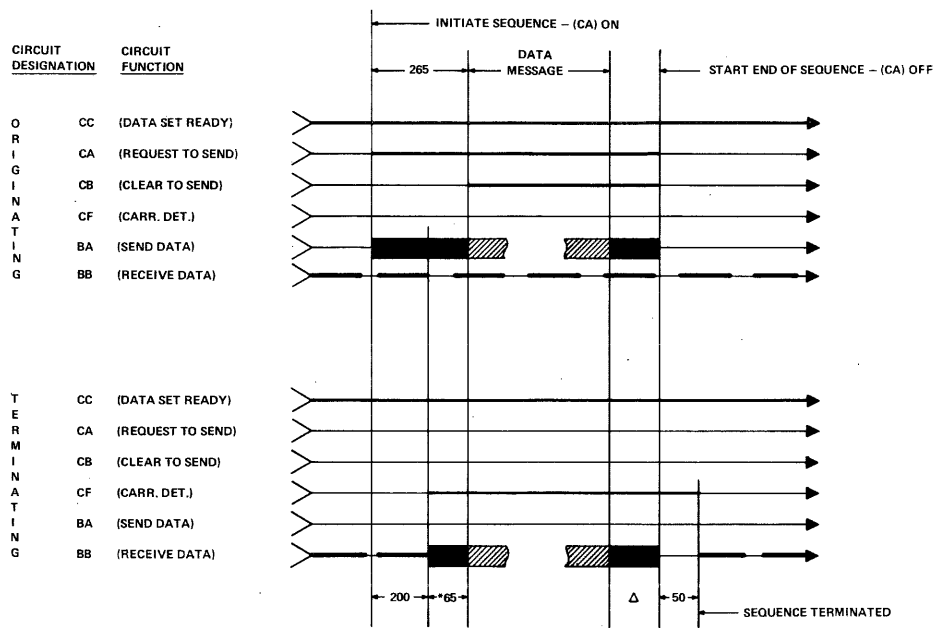 INITIATE SEQUENCE – (CA) ON
CIRCUIT DESIGNATION
CIRCUIT FUNCTION
265
DATA MESSAGE
START END OF SEQUENCE – (CA) OFF
ORIGINATING
CC (DATA SET READY)
CA (REQUEST TO SEND)
CB (CLEAR TO SEND)
CF (CARR. DET.)
BA (SEND DATA)
BB (RECEIVE DATA)
TERMINATING
CC (DATA SET READY)
CA (REQUEST TO SEND)
CB (CLEAR TO SEND)
CF (CARR. DET.)
BA (SEND DATA)
BB (RECEIVE DATA)
200 *65 Δ 50
SEQUENCE TERMINATED